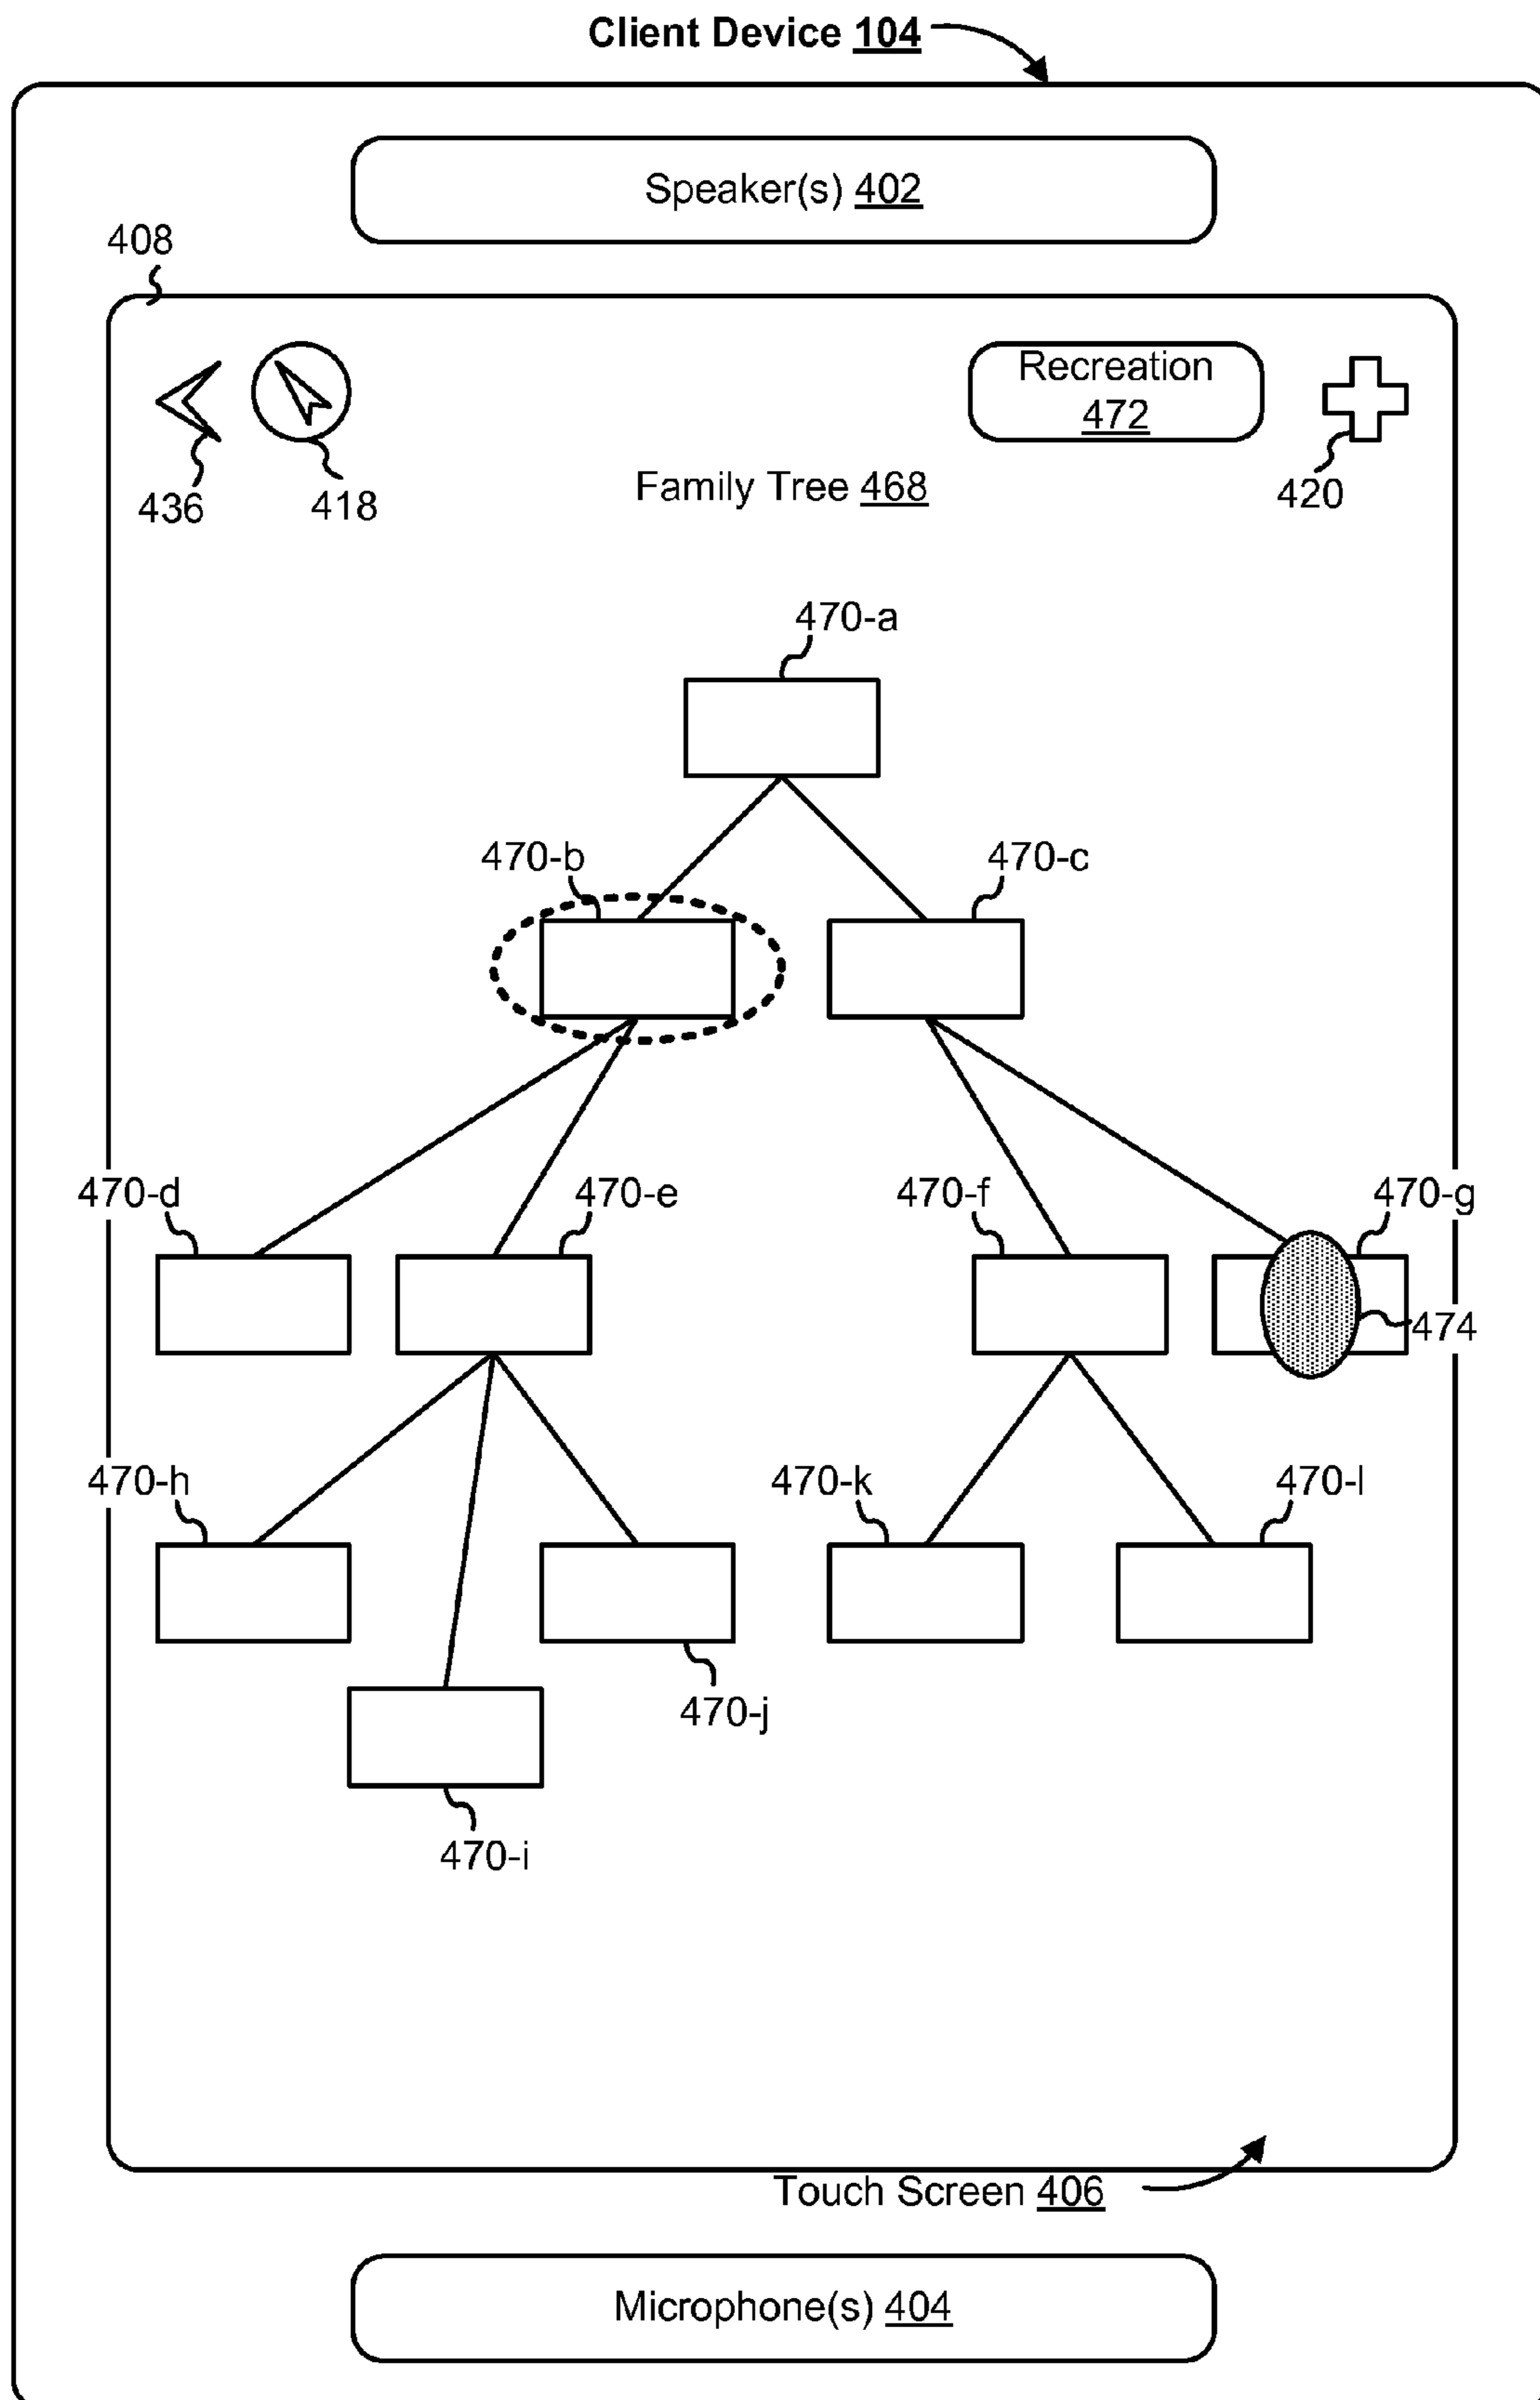 Client Device 104
Speaker(s) 402
408
Recreation
472
436
418
420
Family Tree 468
470-a
470-b
470-c
470-d
470-e
470-f
470-g
474
470-h
470-k
470-l
470-j
470-i
Touch Screen 406
Microphone(s) 404